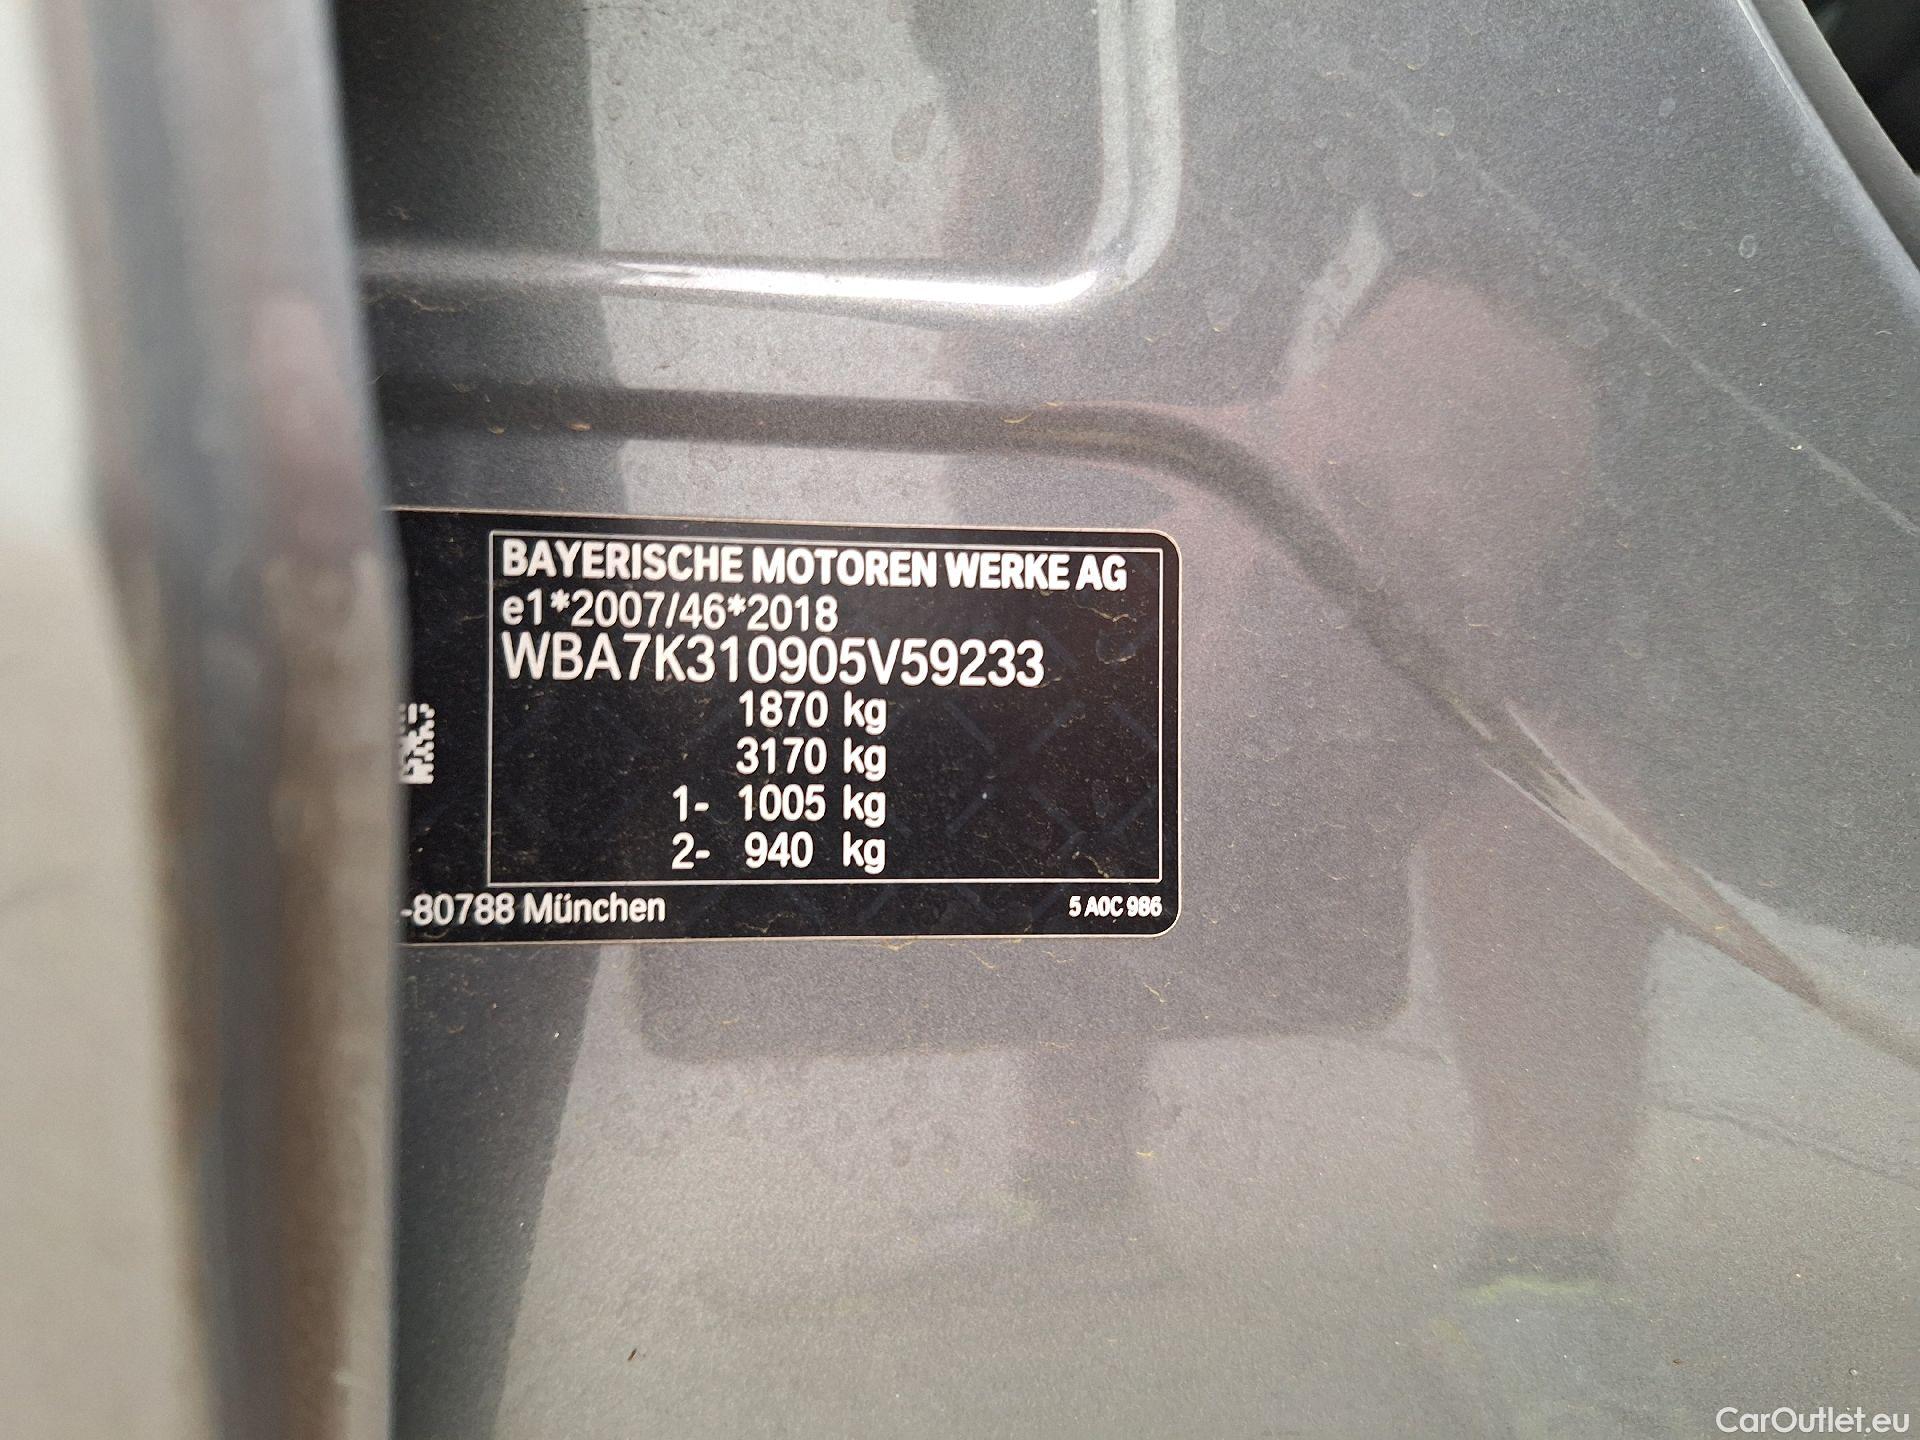 BAYERISCHE MOTOREN WERKE AG
e1*2007/46*2018
WBA7K310905V59233
1870 kg
3170 kg
1- 1005 kg
2- 940 kg
-80788 München
5 A0C 986
CarOutlet.eu